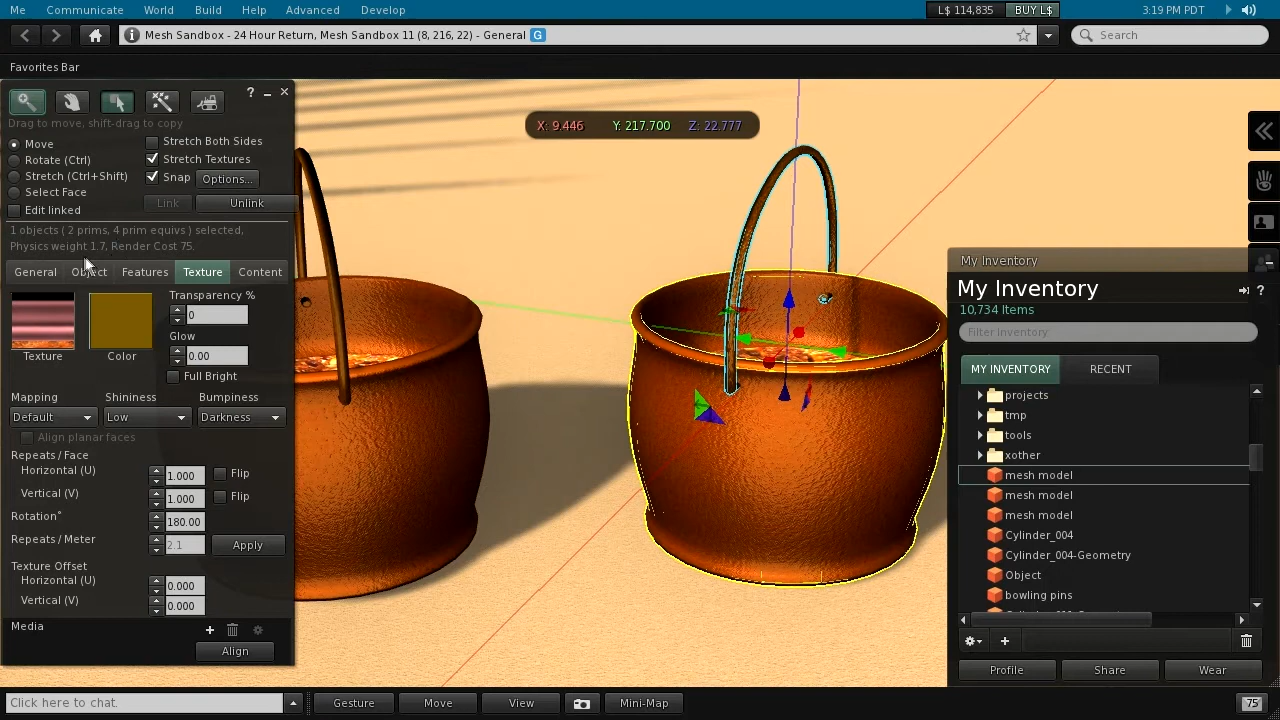 Me Communicate World Build Help Advanced Develop L$ 114,835 BUY L$ 3:19 PM PDT
Mesh Sandbox - 24 Hour Return, Mesh Sandbox 11 (8, 216, 22) - General G Search
Favorites Bar
? _ ×
Drag to move, shift-drag to copy
Move
Rotate (Ctrl)
Stretch (Ctrl+Shift)
Select Face
Edit linked
Stretch Both Sides
Stretch Textures
Snap Options...
Link Unlink
1 objects ( 2 prims, 4 prim equivs ) selected,
Physics weight 1.7, Render Cost 75.
General Object Features Texture Content
Texture
Color
Transparency %
0
Glow
0.00
Full Bright
Mapping Shininess Bumpiness
Default Low Darkness
Align planar faces
Repeats / Face
Horizontal (U) 1.000 Flip
Vertical (V) 1.000 Flip
Rotation° 180.00
Repeats / Meter 2.1 Apply
Texture Offset
Horizontal (U) 0.000
Vertical (V) 0.000
Media +
Align
X: 9.446 Y: 217.700 Z: 22.777
My Inventory
My Inventory ?
10,734 Items
Filter Inventory
MY INVENTORY RECENT
projects
tmp
tools
xother
mesh model
mesh model
mesh model
Cylinder_004
Cylinder_004-Geometry
Object
bowling pins
+
Profile Share Wear
Click here to chat. Gesture Move View Mini-Map 75